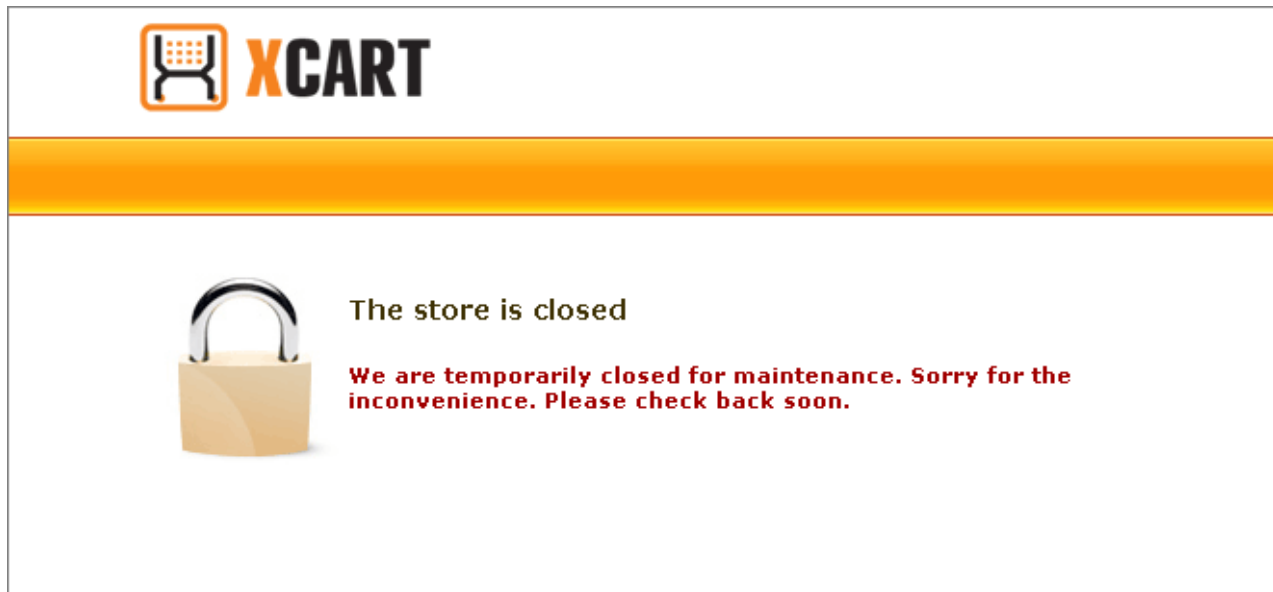 XCART
The store is closed
We are temporarily closed for maintenance. Sorry for the
inconvenience. Please check back soon.